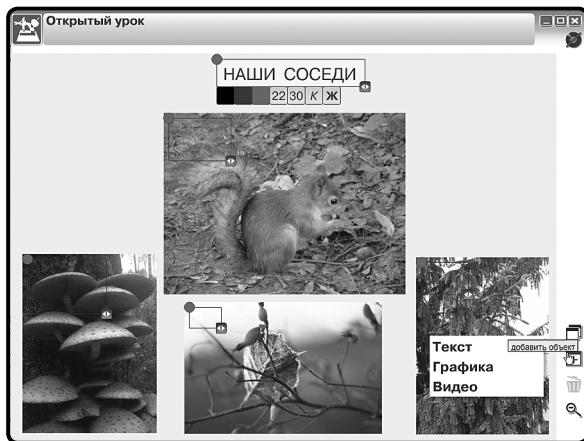 Открытый урок
НАШИ СОСЕДИ
22 30 К Ж
Текст
добавить объект
Графика
Видео